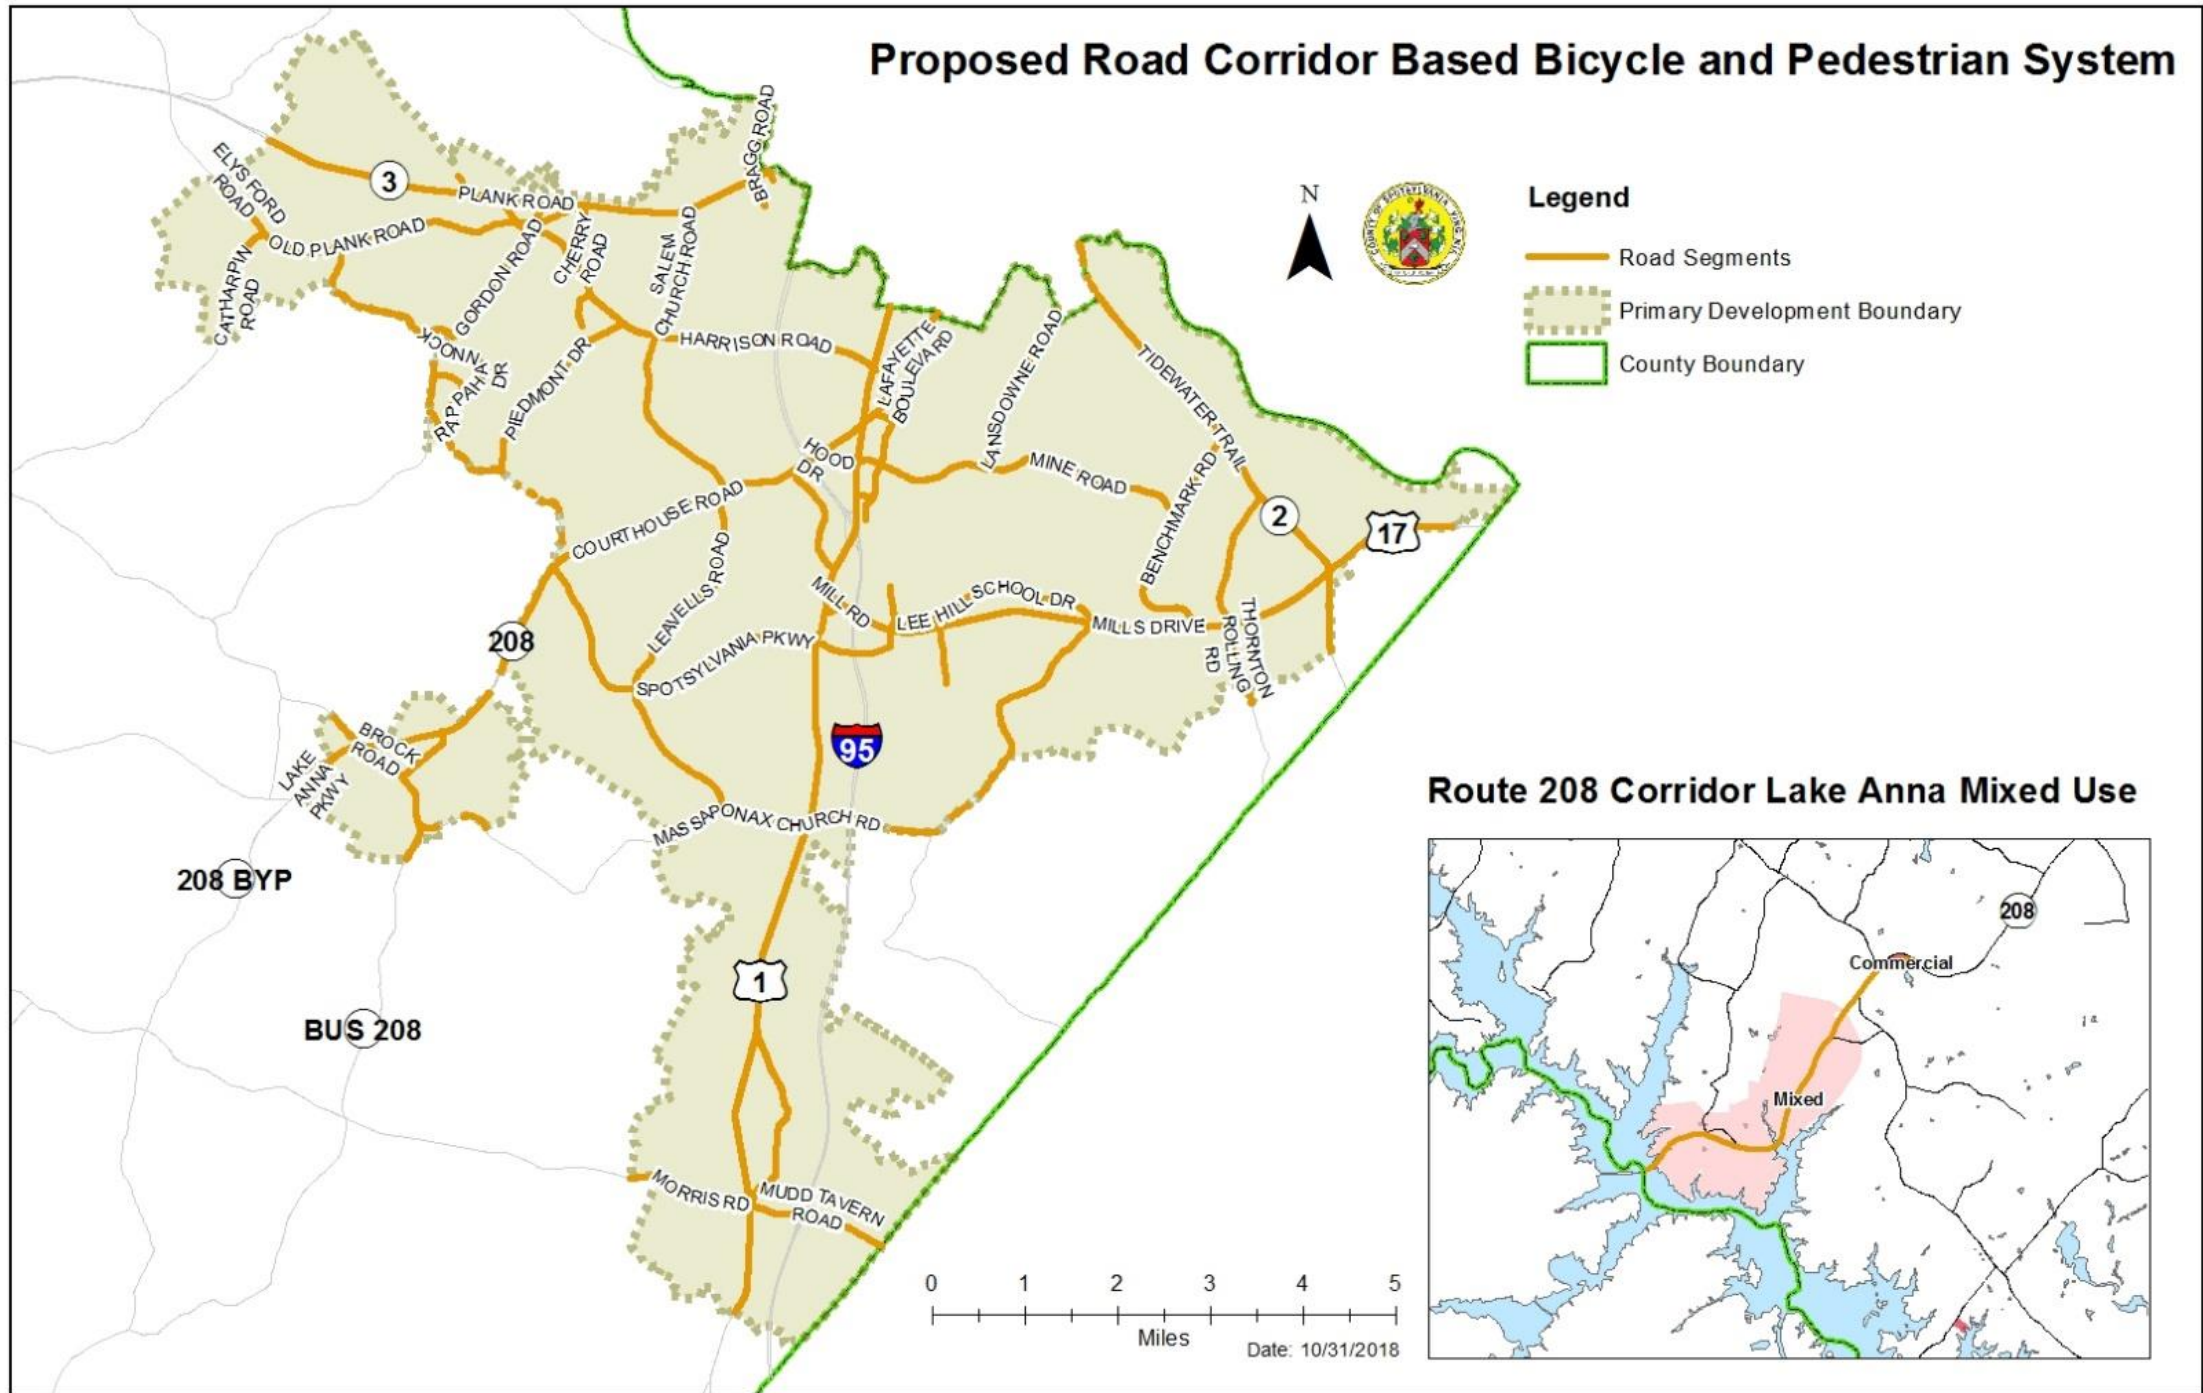 Proposed Road Corridor Based Bicycle and Pedestrian System
N
Legend
Road Segments
Primary Development Boundary
County Boundary
BRAGG ROAD
ELYS FORD
ROAD
3
PLANK ROAD
OLD PLANK ROAD
CATHARPIN
ROAD
GORDON ROAD
CHERRY
ROAD
SALEM
CHURCH ROAD
HARRISON ROAD
LAFAYETTE
BOULEVARD
LANSDOWNE ROAD
TIDEWATER TRAIL
RAPPAHANNOCK
DR
PIEDMONT DR
HOOD
DR
MINE ROAD
BENCHMARK RD
2
17
COURTHOUSE ROAD
LEAVELLS ROAD
MILL RD
LEE HILL SCHOOL DR
MILLS DRIVE
THORNTON
ROLLING
RD
208
SPOTSYLVANIA PKWY
95
BROCK
ROAD
LAKE
ANNA
PKWY
MASSAPONAX CHURCH RD
208 BYP
BUS 208
1
MORRIS RD
MUDD TAVERN
ROAD
0 1 2 3 4 5
Miles
Date: 10/31/2018
Route 208 Corridor Lake Anna Mixed Use
208
Commercial
Mixed